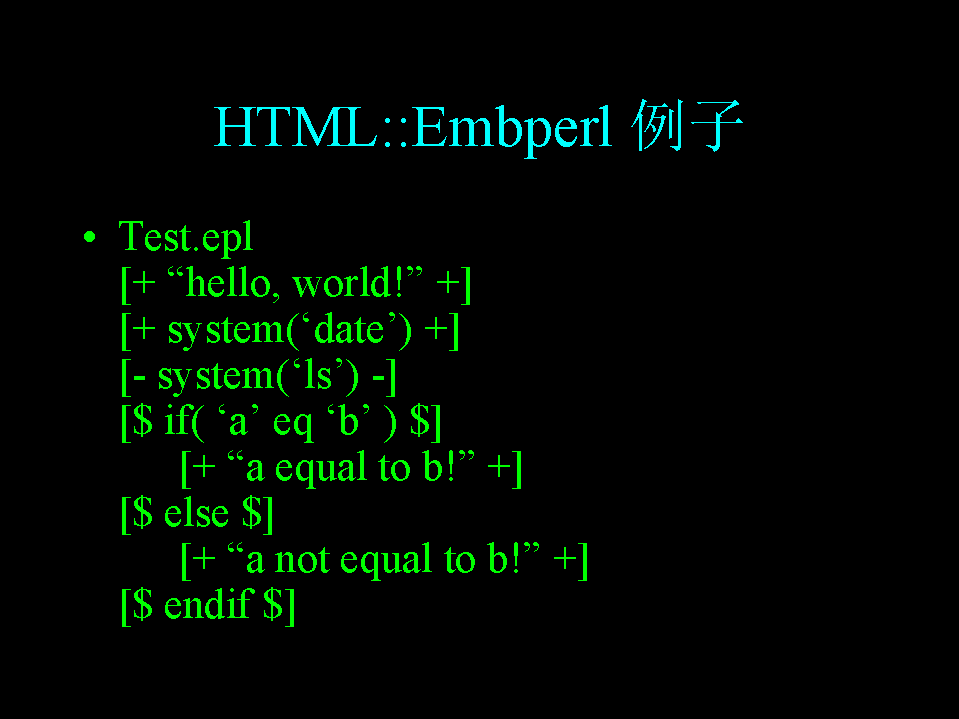 HTML::Embperl 例子
• Test.epl
[+ “hello, world!” +]
[+ system(‘date’) +]
[- system(‘ls’) -]
[$ if( ‘a’ eq ‘b’ ) $]
[+ “a equal to b!” +]
[$ else $]
[+ “a not equal to b!” +]
[$ endif $]